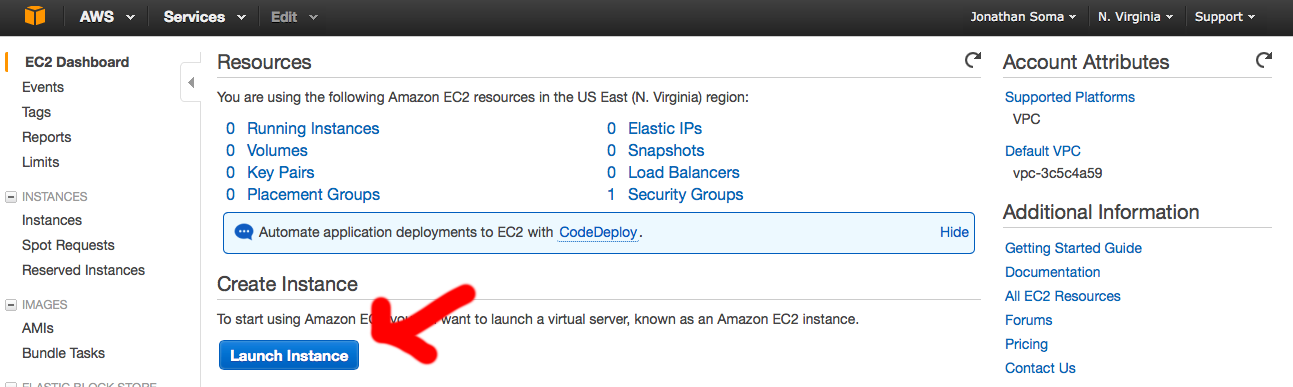 AWS Services Edit Jonathan Soma N. Virginia Support
EC2 Dashboard
Events
Tags
Reports
Limits
INSTANCES
Instances
Spot Requests
Reserved Instances
IMAGES
AMIs
Bundle Tasks
ELASTIC BLOCK STORE
Resources
You are using the following Amazon EC2 resources in the US East (N. Virginia) region:
0 Running Instances 0 Elastic IPs
0 Volumes 0 Snapshots
0 Key Pairs 0 Load Balancers
0 Placement Groups 1 Security Groups
Automate application deployments to EC2 with CodeDeploy. Hide
Create Instance
To start using Amazon want to launch a virtual server, known as an Amazon EC2 instance.
Launch Instance
Account Attributes
Supported Platforms
VPC
Default VPC
vpc-3c5c4a59
Additional Information
Getting Started Guide
Documentation
All EC2 Resources
Forums
Pricing
Contact Us